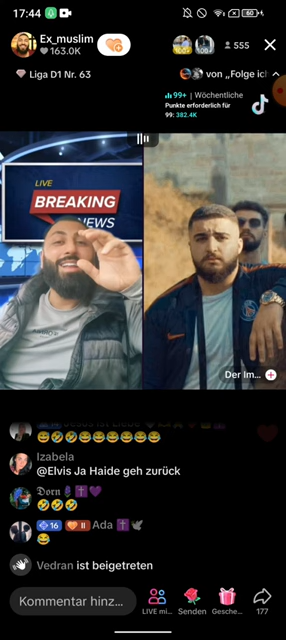 17:44
60
Ex_muslim
163.0K
555
Liga D1 Nr. 63
von „Folge ich
99+ | Wöchentliche
Punkte erforderlich für
99: 382.4K
LIVE
BREAKING
NEWS
Der Im...
Izabela
@Elvis Ja Haide geh zurück
𝕯𝖔𝖗𝖓 ✝️💜
🤣🤣🤣
16 II Ada ✝️🕊
😂
Vedran ist beigetreten
Kommentar hinz...
LIVE mi...
Senden
Gesche...
177